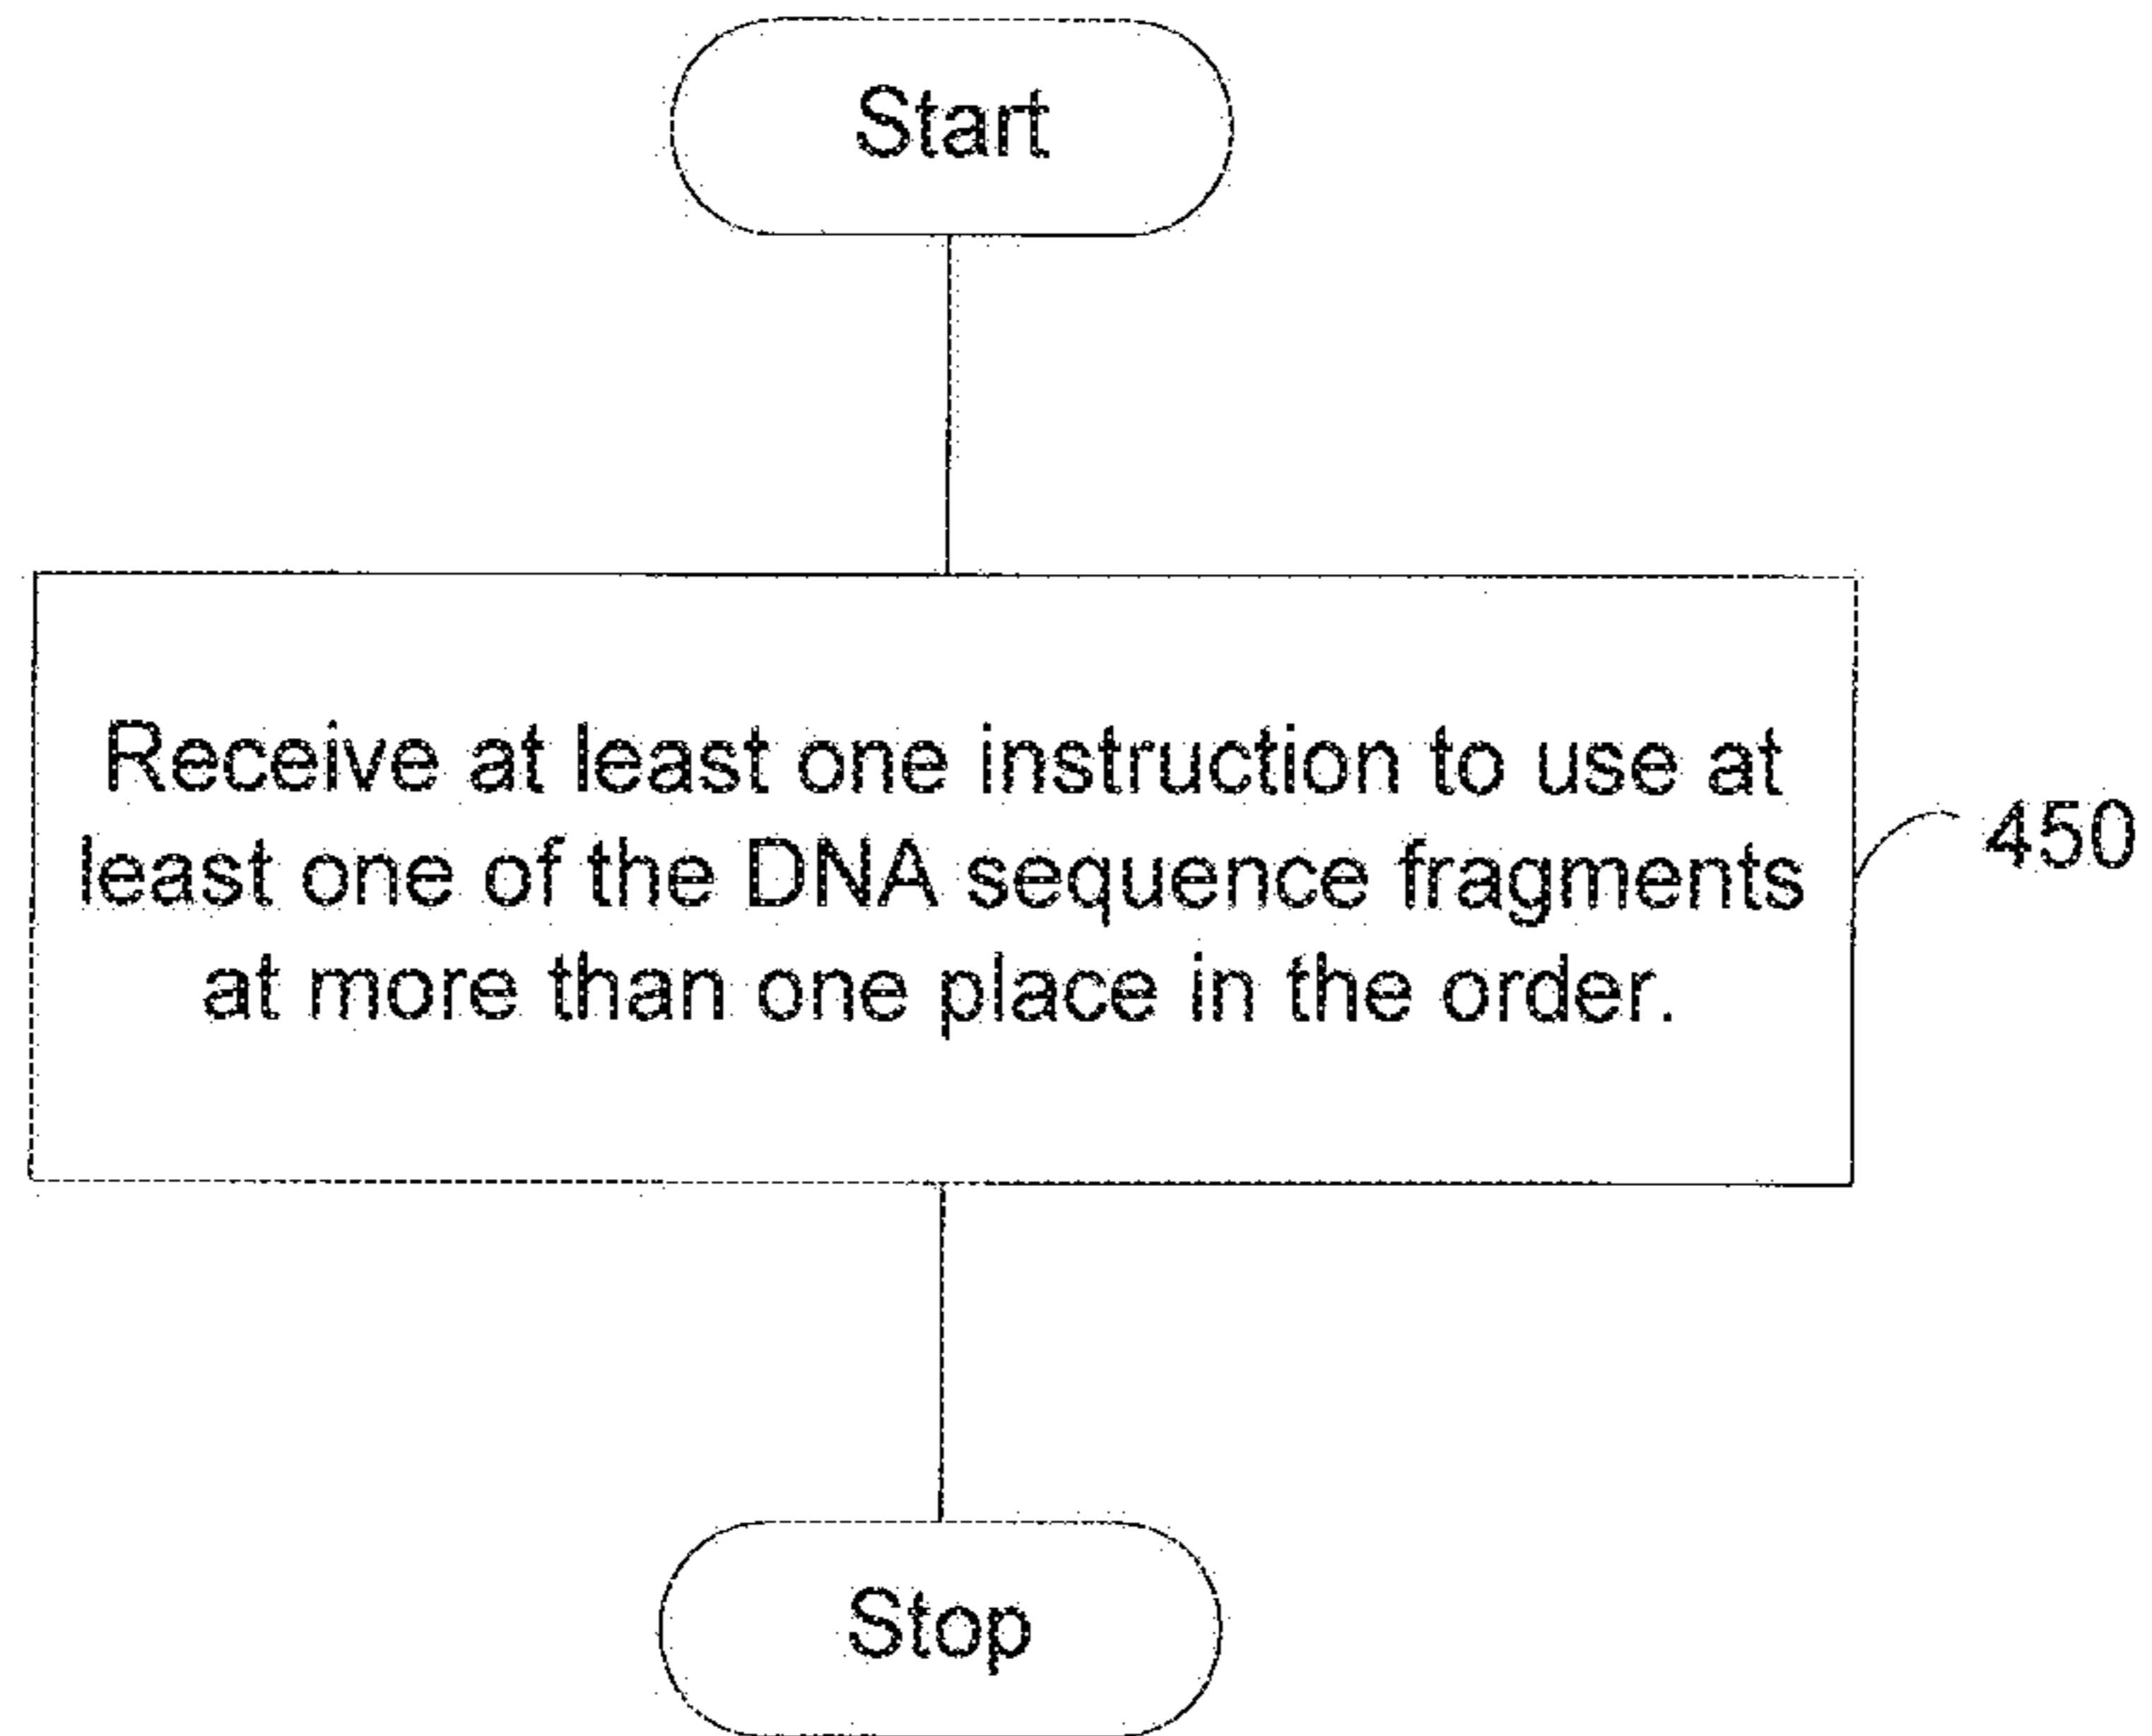 Start
Receive at least one instruction to use at
least one of the DNA sequence fragments
at more than one place in the order.
450
Stop